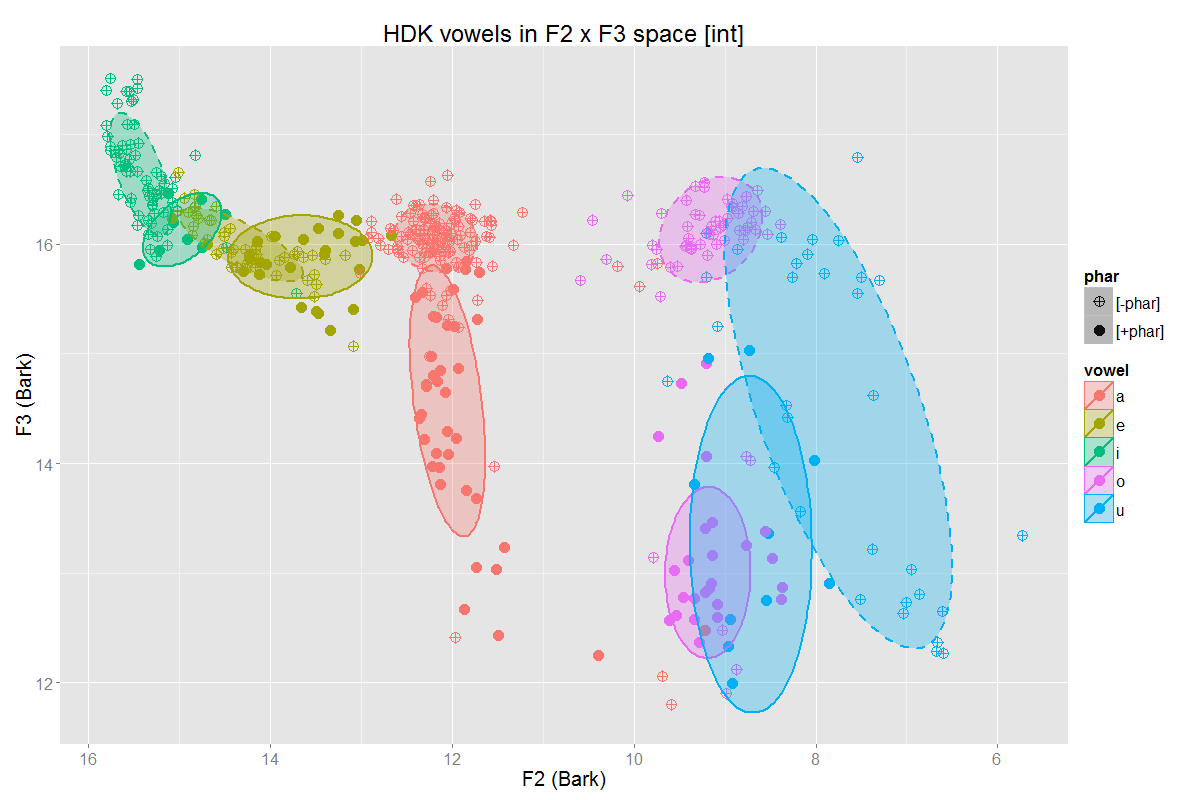 HDK vowels in F2 x F3 space [int]
F3 (Bark)
16
14
12
16
14
12
10
8
6
F2 (Bark)
phar
[-phar]
[+phar]
vowel
a
e
i
o
u